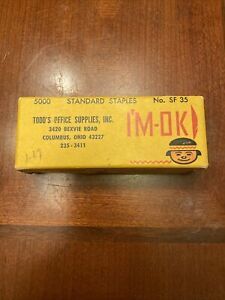 5000 STANDARD STAPLES No. SF 35
TODD'S OFFICE SUPPLIES, INC.
3420 BEXVIE ROAD
COLUMBUS, OHIO 43227
235-3411
I'M-OK